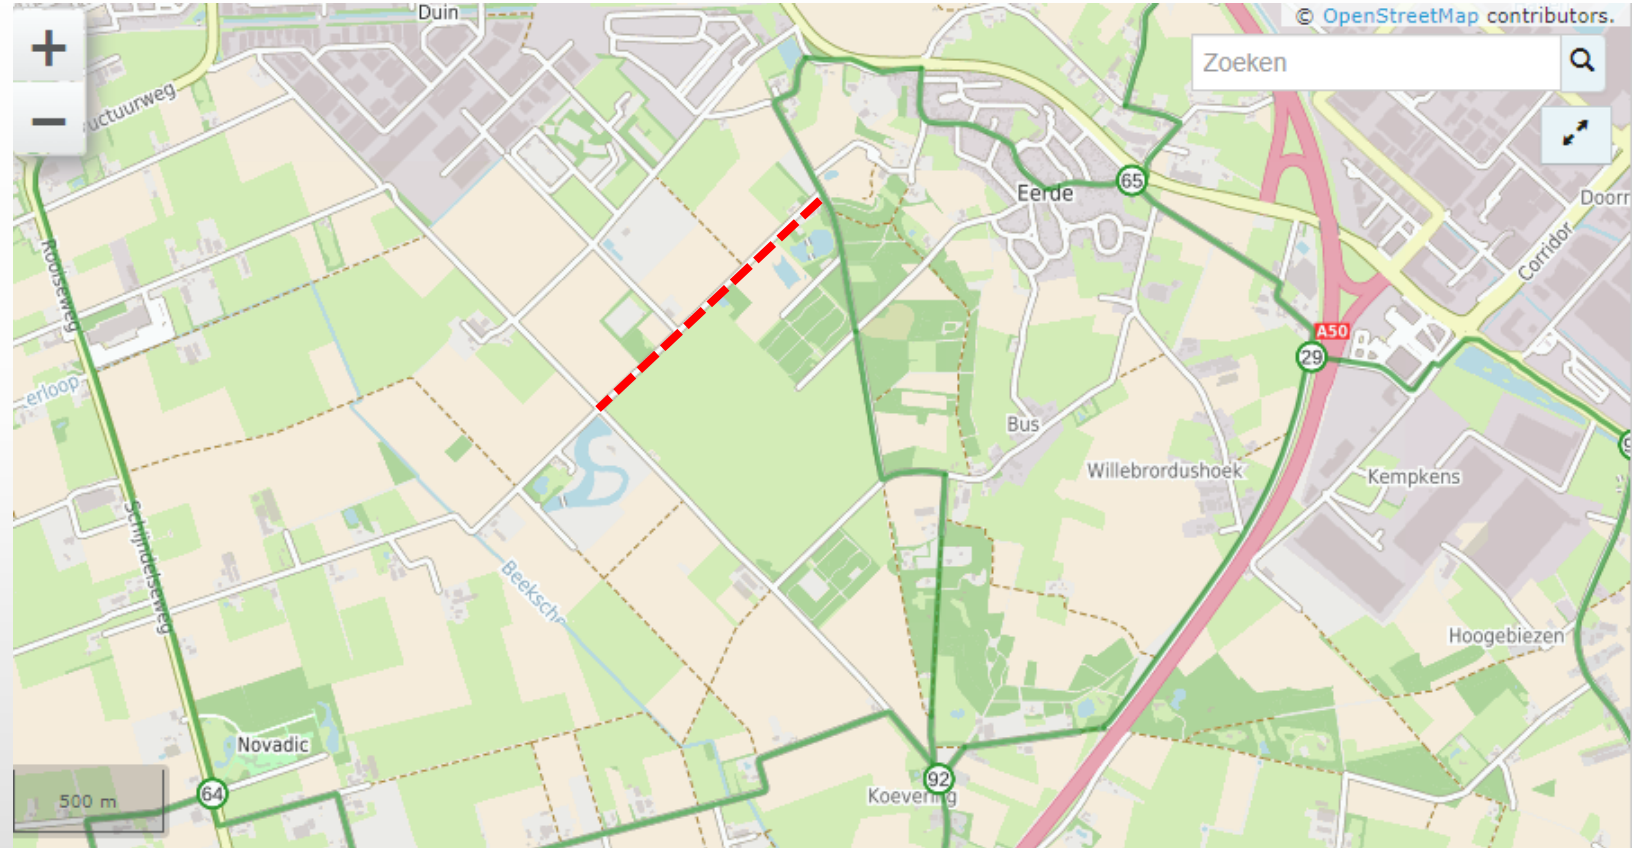 Duin
© OpenStreetMap contributors.
+
Zoeken
−
uctuurweg
65
Eerde
Doorr
Corridor
Rooiseweg
A50
29
erloop
Bus
Willebrordushoek
Kempkens
Schijndelseweg
Beeksche
Hoogebiezen
Novadic
92
64
500 m
Koevering